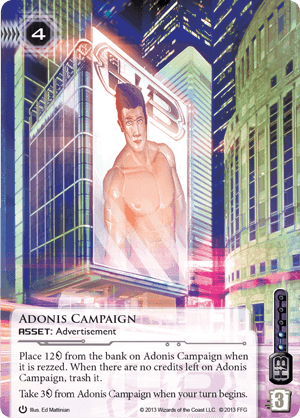 4
HB
ADONIS CAMPAIGN
ASSET: Advertisement
Place 12 from the bank on Adonis Campaign when
it is rezzed. When there are no credits left on Adonis
Campaign, trash it.
Take 3 from Adonis Campaign when your turn begins.
3
Illus. Ed Mattinian
© 2013 Wizards of the Coast LLC. © 2013 FFG